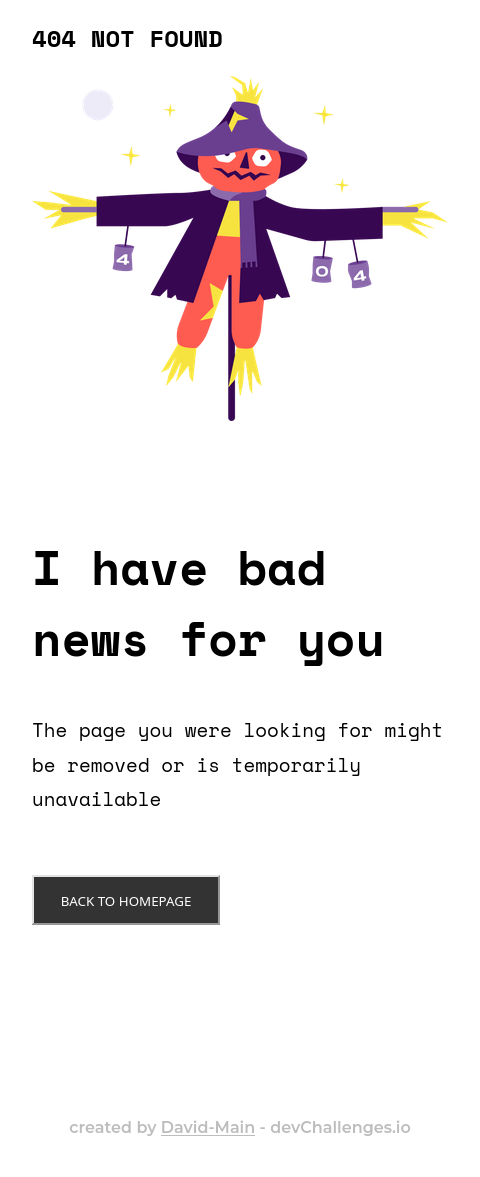 404 NOT FOUND
4
0
4
I have bad
news for you
The page you were looking for might
be removed or is temporarily
unavailable
BACK TO HOMEPAGE
created by David-Main - devChallenges.io